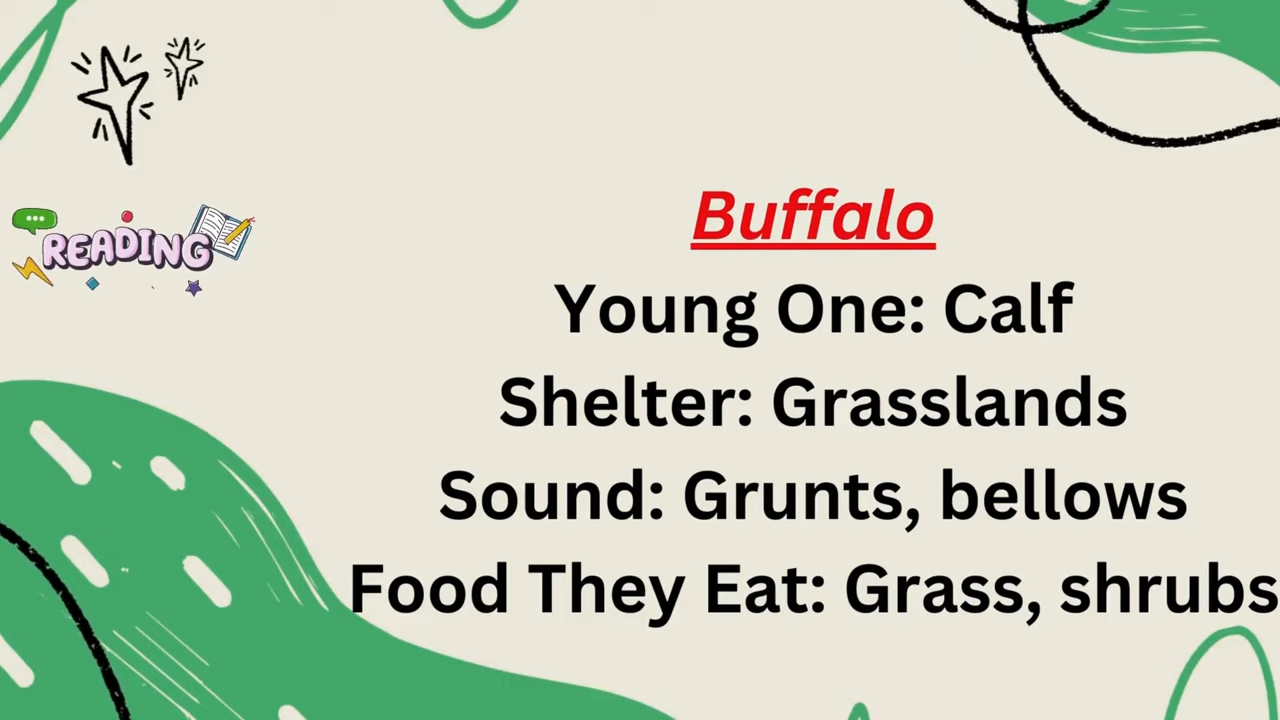 READING
Buffalo
Young One: Calf
Shelter: Grasslands
Sound: Grunts, bellows
Food They Eat: Grass, shrubs